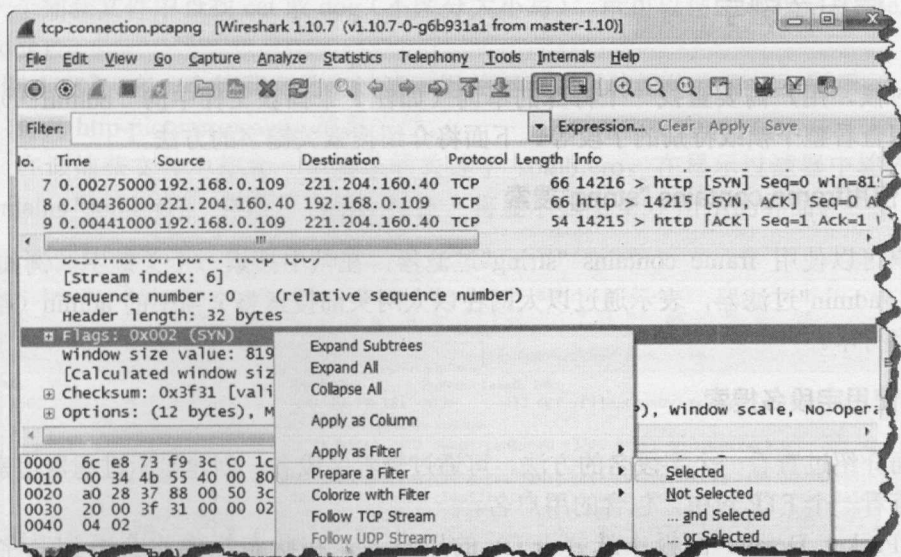 tcp-connection.pcapng [Wireshark 1.10.7 (v1.10.7-0-g6b931a1 from master-1.10)]
File Edit View Go Capture Analyze Statistics Telephony Tools Internals Help
Filter: Expression... Clear Apply Save
No. Time Source Destination Protocol Length Info
7 0.00275000 192.168.0.109 221.204.160.40 TCP 66 14215 > http [SYN] Seq=0 Win=81
8 0.00436000 221.204.160.40 192.168.0.109 TCP 66 http > 14215 [SYN, ACK] Seq=0 A
9 0.00441000 192.168.0.109 221.204.160.40 TCP 54 14215 > http [ACK] Seq=1 Ack=1
Destination port: http (80)
[Stream index: 6]
Sequence number: 0 (relative sequence number)
Header length: 32 bytes
Flags: 0x002 (SYN)
Window size value: 819
[Calculated window siz
Checksum: 0x3f31 [vali
Options: (12 bytes), M ), Window scale, No-Opera
Expand Subtrees
Expand All
Collapse All
Apply as Column
Apply as Filter
Prepare a Filter
Colorize with Filter
Follow TCP Stream
Follow UDP Stream
Selected
Not Selected
... and Selected
... or Selected
0000 6c e8 73 f9 3c c0 1c
0010 00 34 4b 55 40 00 80
0020 a0 28 37 88 00 50 3c
0030 20 00 3f 31 00 00 02
0040 04 02